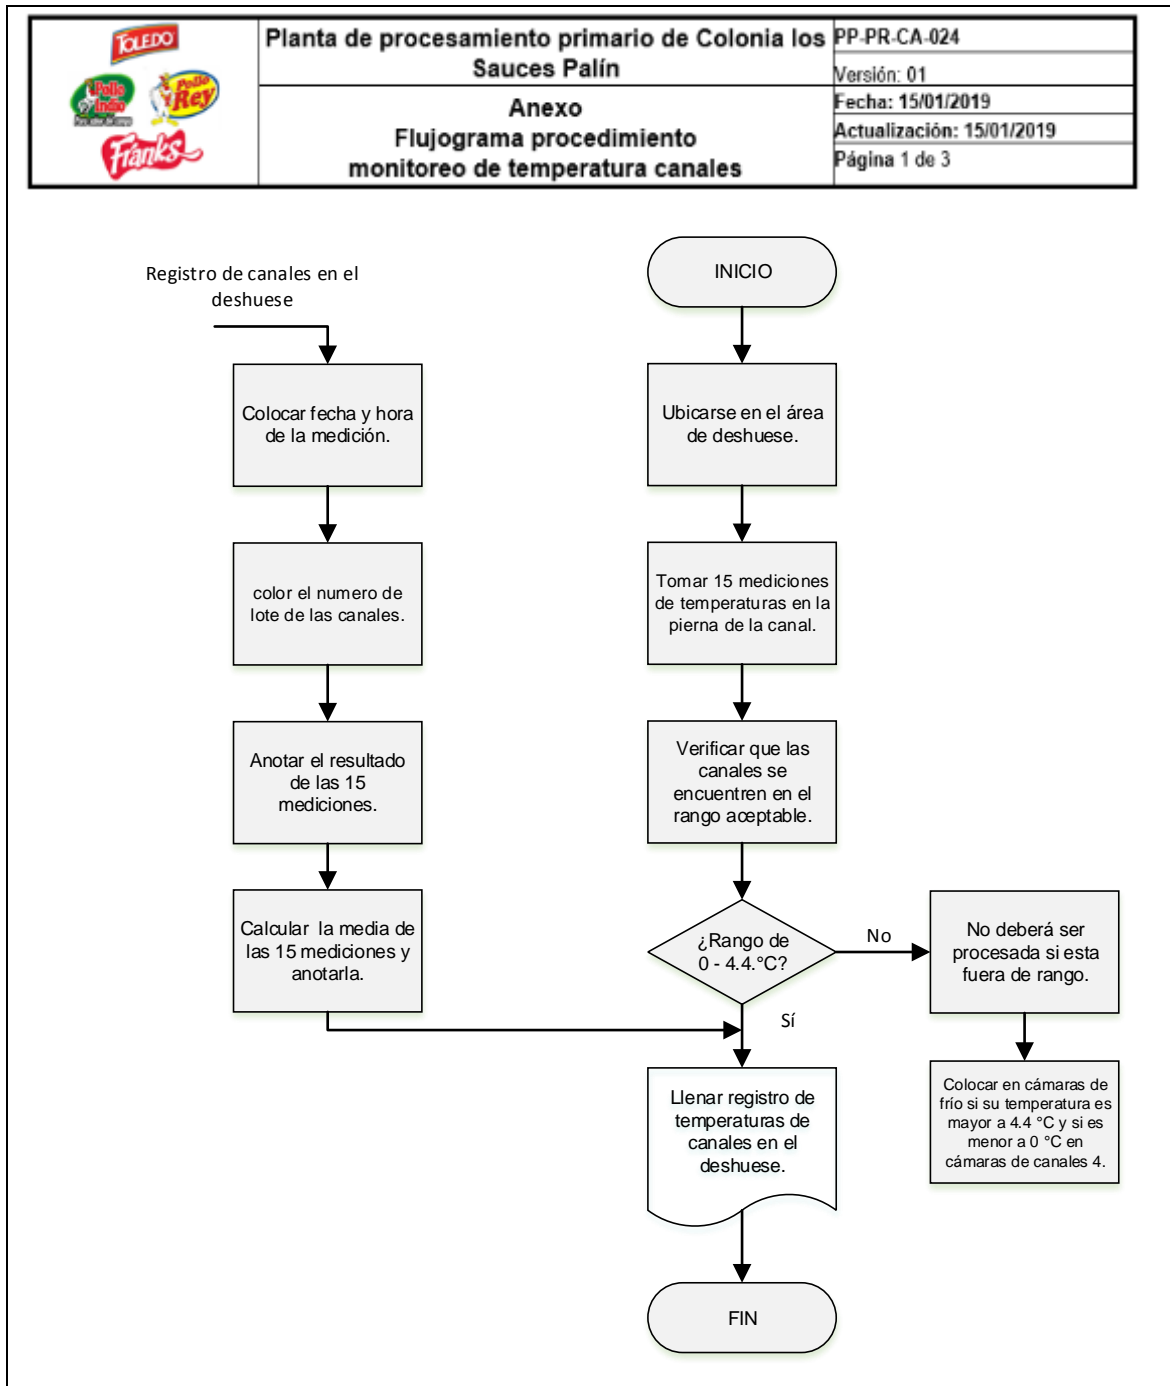 TOLEDO
Pollo
Indio
Pollo
Rey
Franks
Planta de procesamiento primario de Colonia los
Sauces Palín
Anexo
Flujograma procedimiento
monitoreo de temperatura canales
PP-PR-CA-024
Versión: 01
Fecha: 15/01/2019
Actualización: 15/01/2019
Página 1 de 3
Registro de canales en el
deshuese
Colocar fecha y hora
de la medición.
color el numero de
lote de las canales.
Anotar el resultado
de las 15
mediciones.
Calcular la media de
las 15 mediciones y
anotarla.
INICIO
Ubicarse en el área
de deshuese.
Tomar 15 mediciones
de temperaturas en la
pierna de la canal.
Verificar que las
canales se
encuentren en el
rango aceptable.
¿Rango de
0 - 4.4.°C?
No
Sí
No deberá ser
procesada si esta
fuera de rango.
Colocar en cámaras de
frío si su temperatura es
mayor a 4.4 °C y si es
menor a 0 °C en
cámaras de canales 4.
Llenar registro de
temperaturas de
canales en el
deshuese.
FIN